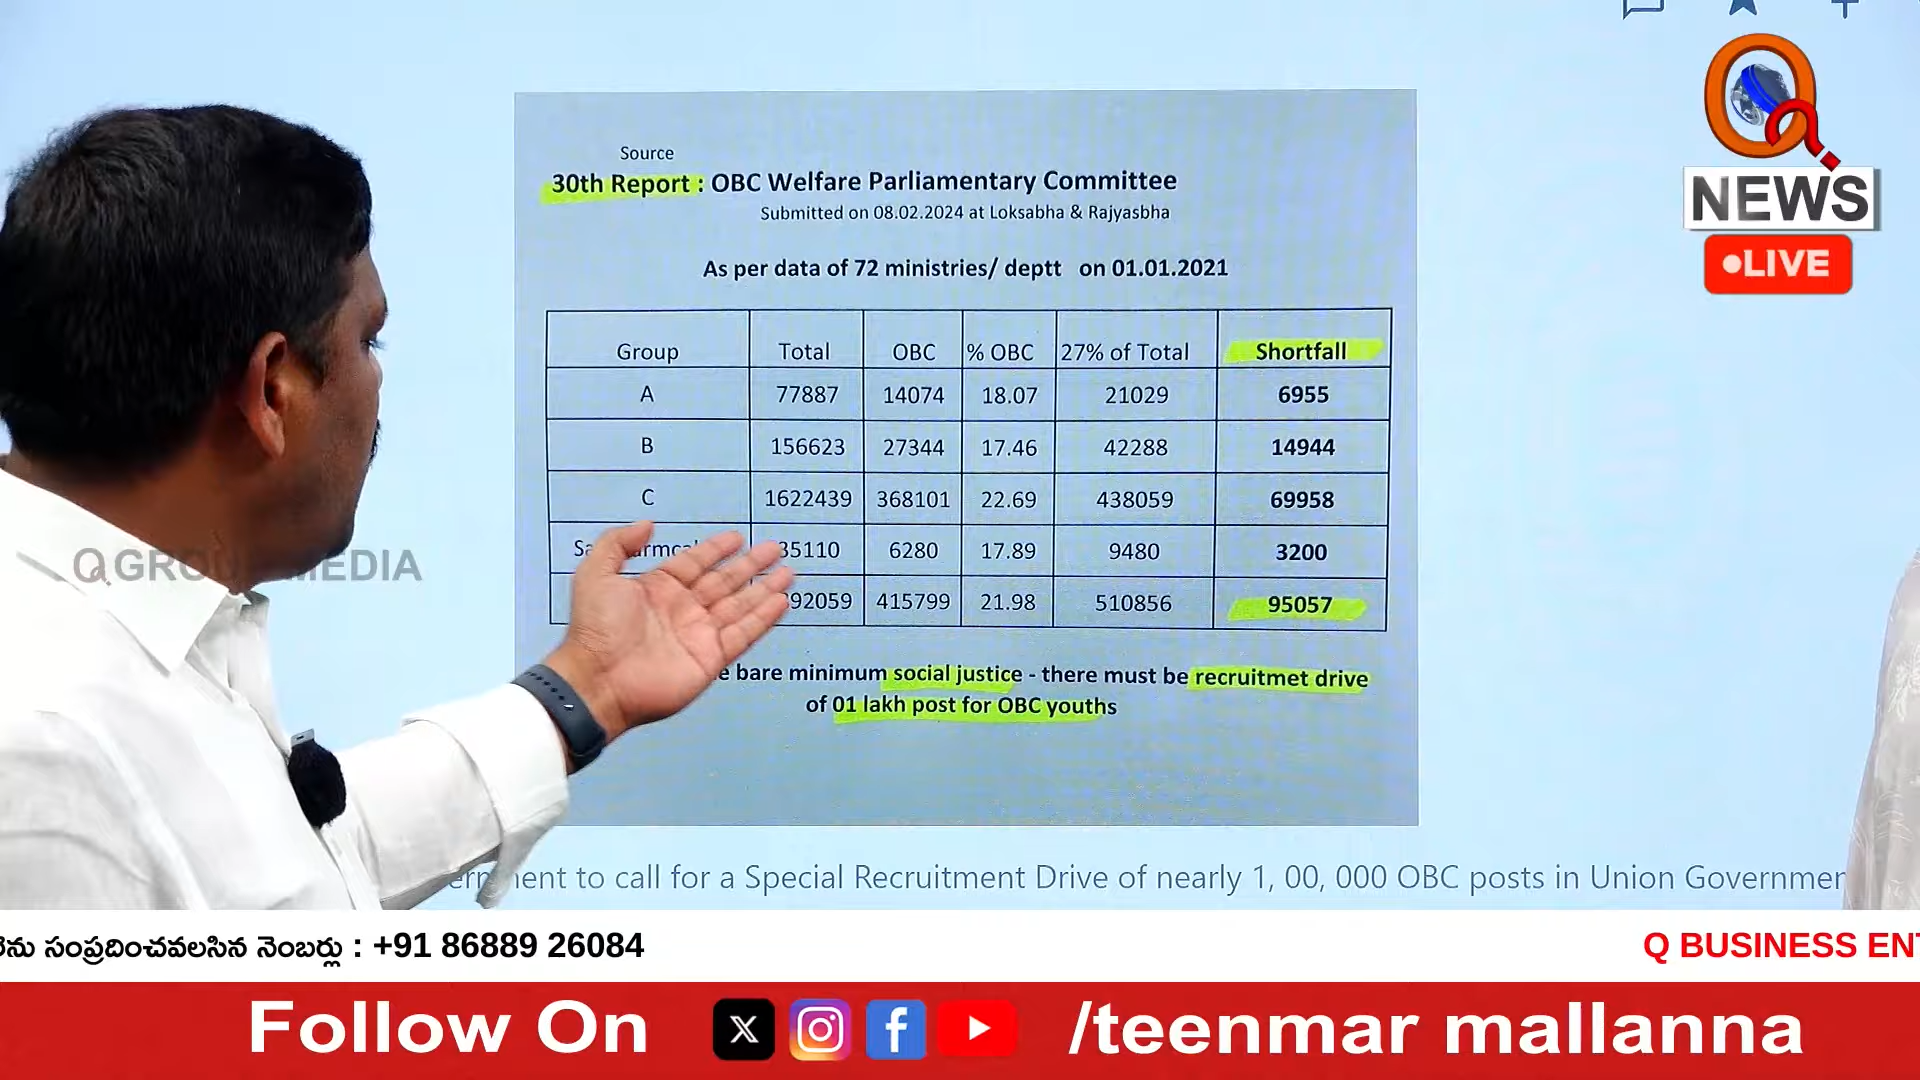 Source
30th Report : OBC Welfare Parliamentary Committee
Submitted on 08.02.2024 at Loksabha & Rajyasbha
As per data of 72 ministries/ deptt on 01.01.2021
Group Total OBC % OBC 27% of Total Shortfall
A 77887 14074 18.07 21029 6955
B 156623 27344 17.46 42288 14944
C 1622439 368101 22.69 438059 69958
35110 6280 17.89 9480 3200
92059 415799 21.98 510856 95057
bare minimum social justice - there must be recruitmet drive
of 01 lakh post for OBC youths
to call for a Special Recruitment Drive of nearly 1, 00, 000 OBC posts in Union Governmen
Q NEWS
LIVE
Q GROUP MEDIA
సంప్రదించవలసిన నెంబర్లు : +91 86889 26084
Q BUSINESS ENT
Follow On /teenmar mallanna